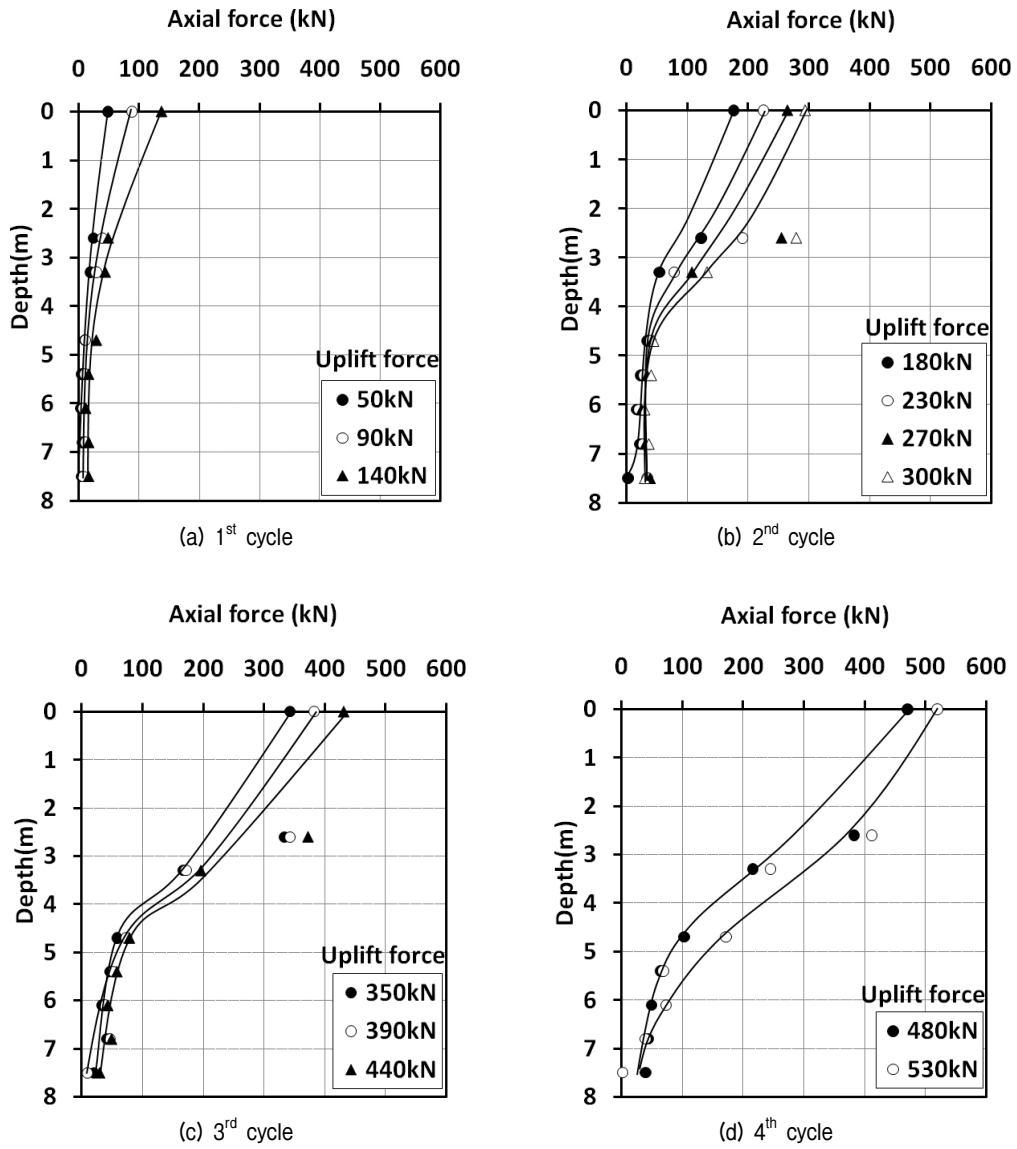 Axial force (kN)
0 100 200 300 400 500 600
0
1
2
3
4
5
6
7
8
Depth(m)
Uplift force
50kN
90kN
140kN
(a) 1st cycle
Axial force (kN)
0 100 200 300 400 500 600
0
1
2
3
4
5
6
7
8
Depth(m)
Uplift force
180kN
230kN
270kN
300kN
(b) 2nd cycle
Axial force (kN)
0 100 200 300 400 500 600
0
1
2
3
4
5
6
7
8
Depth(m)
Uplift force
350kN
390kN
440kN
(c) 3rd cycle
Axial force (kN)
0 100 200 300 400 500 600
0
1
2
3
4
5
6
7
8
Depth(m)
Uplift force
480kN
530kN
(d) 4th cycle